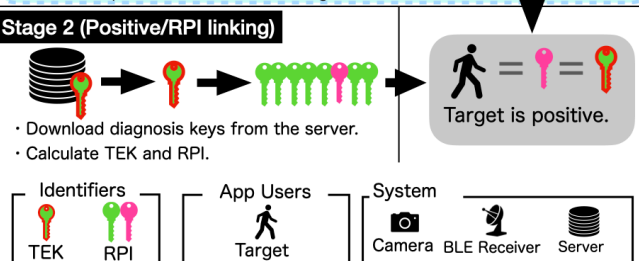 Stage 2 (Positive/RPI linking)
= =
Target is positive.
・Download diagnosis keys from the server.
・Calculate TEK and RPI.
Identifiers
TEK RPI
App Users
Target
System
Camera BLE Receiver Server